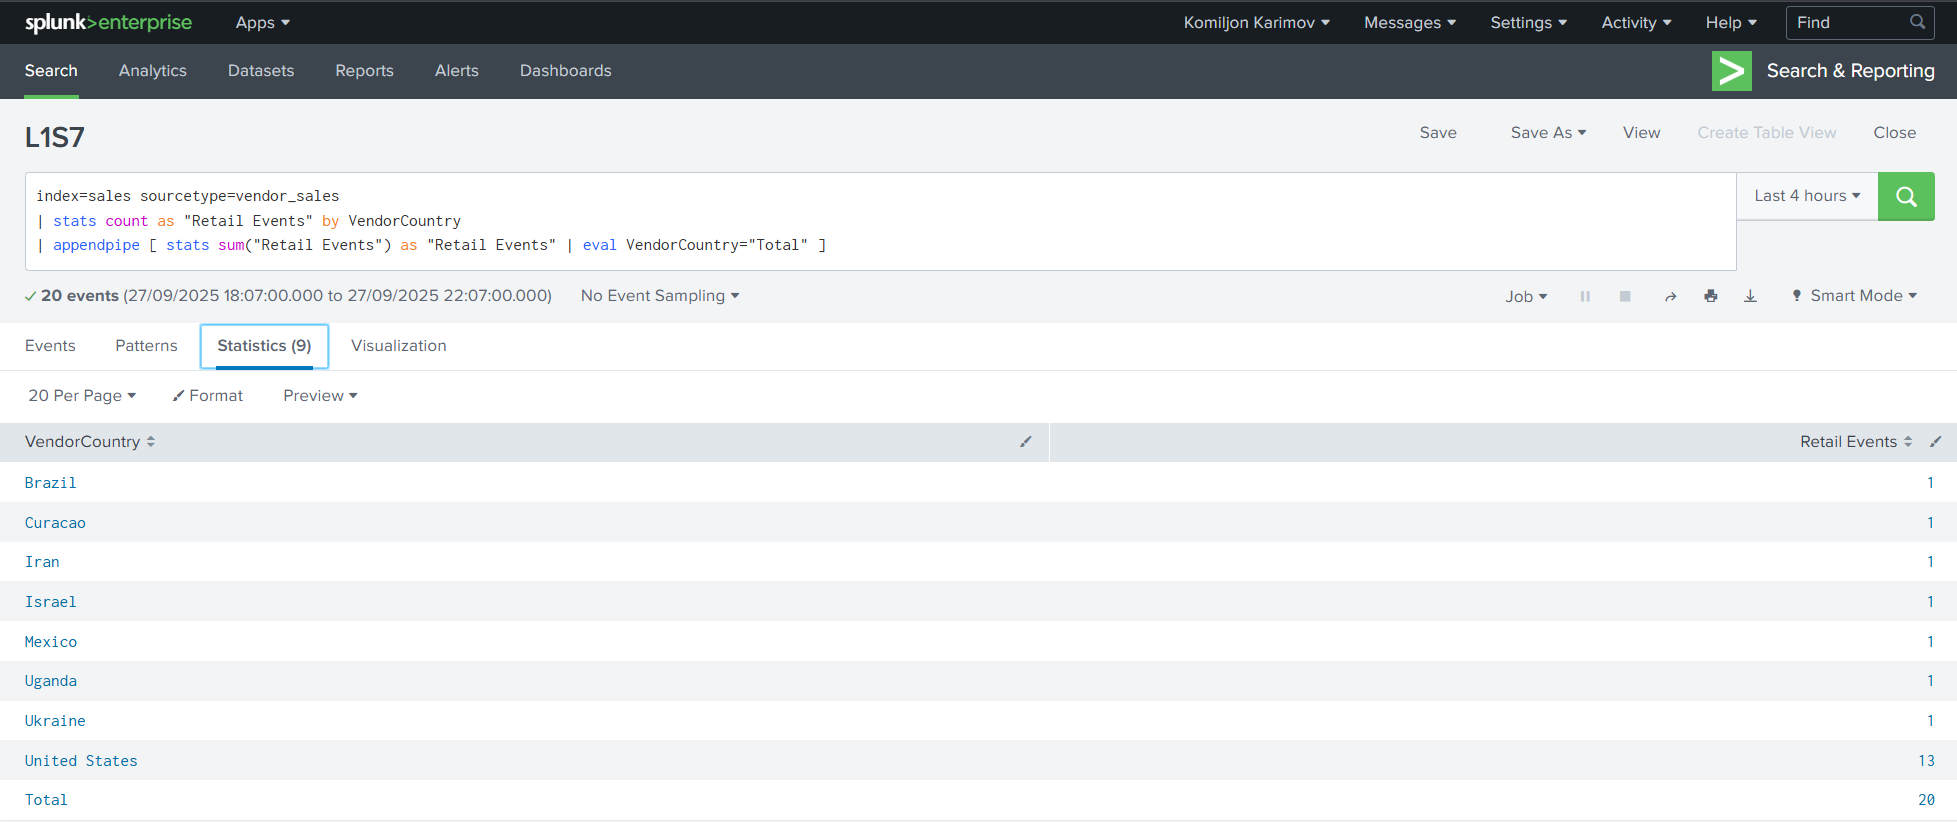 splunk>enterprise Apps Komiljon Karimov Messages Settings Activity Help Find
Search Analytics Datasets Reports Alerts Dashboards > Search & Reporting
L1S7 Save Save As View Create Table View Close
index=sales sourcetype=vendor_sales Last 4 hours
| stats count as "Retail Events" by VendorCountry
| appendpipe [ stats sum("Retail Events") as "Retail Events" | eval VendorCountry="Total" ]
20 events (27/09/2025 18:07:00.000 to 27/09/2025 22:07:00.000) No Event Sampling Job Smart Mode
Events Patterns Statistics (9) Visualization
20 Per Page Format Preview
VendorCountry Retail Events
Brazil 1
Curacao 1
Iran 1
Israel 1
Mexico 1
Uganda 1
Ukraine 1
United States 13
Total 20